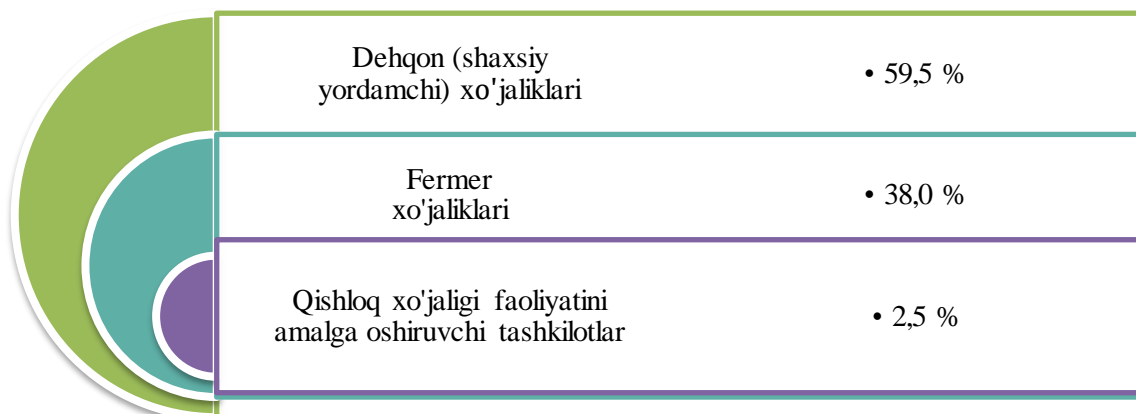 Dehqon (shaxsiy
yordamchi) xo'jaliklari
• 59,5 %
Fermer
xo'jaliklari
• 38,0 %
Qishloq xo'jaligi faoliyatini
amalga oshiruvchi tashkilotlar
• 2,5 %